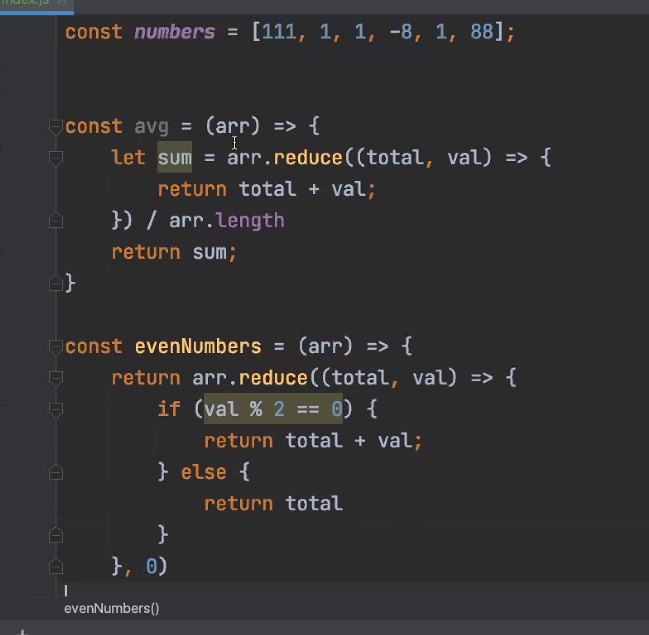 index.js
const numbers = [111, 1, 1, -8, 1, 88];
const avg = (arr) => {
let sum = arr.reduce((total, val) => {
return total + val;
}) / arr.length
return sum;
}
const evenNumbers = (arr) => {
return arr.reduce((total, val) => {
if (val % 2 == 0) {
return total + val;
} else {
return total
}
}, 0)
evenNumbers()